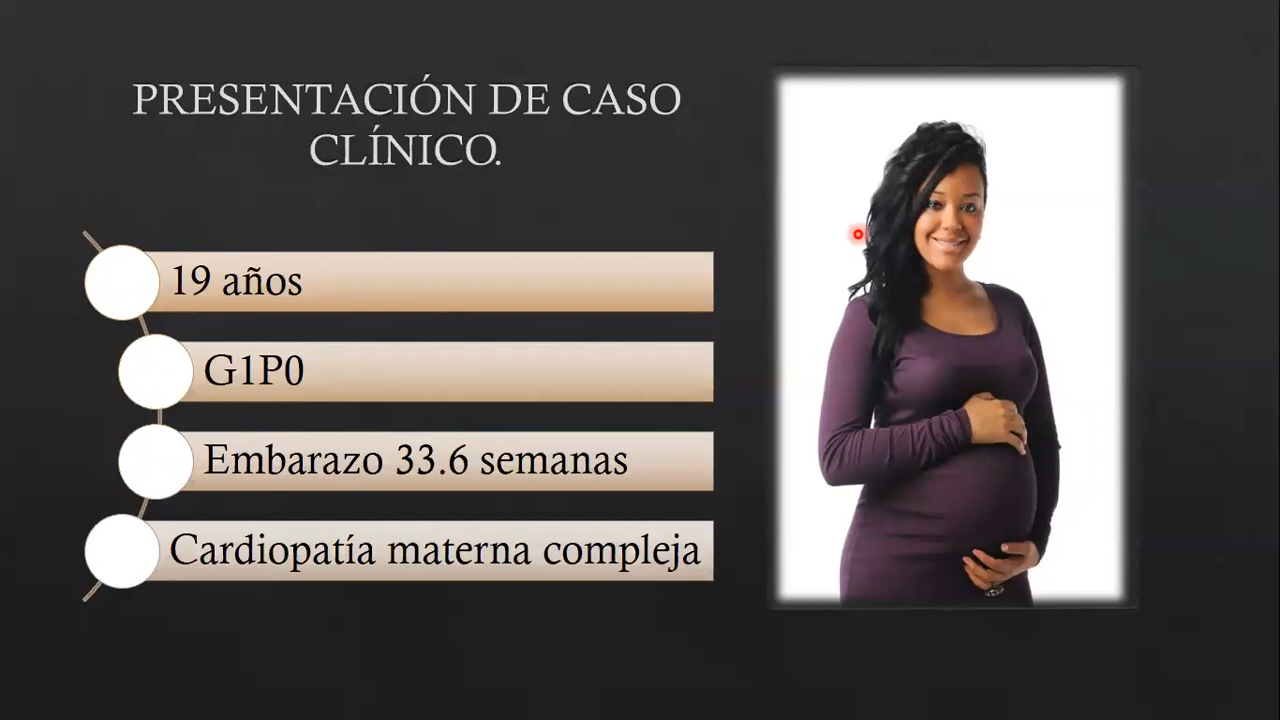 PRESENTACIÓN DE CASO
CLÍNICO.
19 años
G1P0
Embarazo 33.6 semanas
Cardiopatía materna compleja